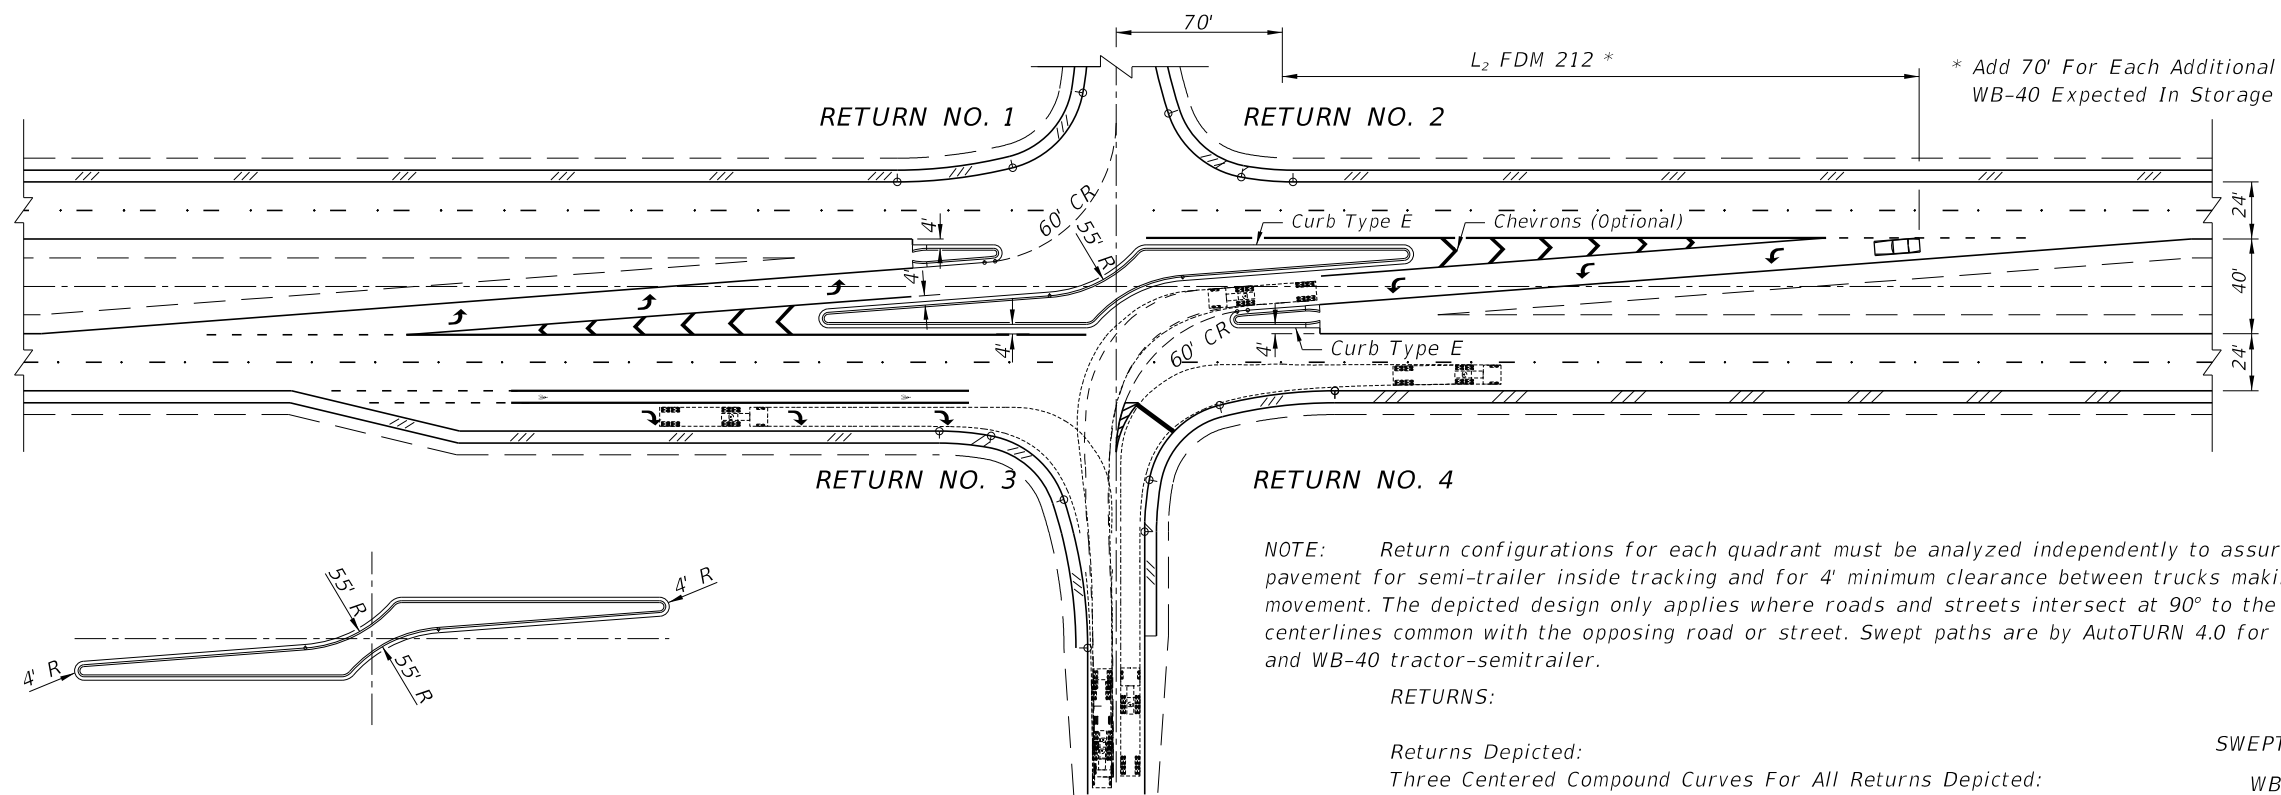 70'
L₂ FDM 212 *
* Add 70' For Each Additional
WB-40 Expected In Storage
RETURN NO. 1
RETURN NO. 2
60' CR
55' R
4'
Curb Type E
Chevrons (Optional)
24'
4'
40'
4'
60' CR
4'
Curb Type E
24'
RETURN NO. 3
RETURN NO. 4
55' R
4' R
4' R
55' R
NOTE: Return configurations for each quadrant must be analyzed independently to assur
pavement for semi-trailer inside tracking and for 4' minimum clearance between trucks maki
movement. The depicted design only applies where roads and streets intersect at 90° to the
centerlines common with the opposing road or street. Swept paths are by AutoTURN 4.0 for
and WB-40 tractor-semitrailer.
RETURNS:
SWEPT
Returns Depicted:
Three Centered Compound Curves For All Returns Depicted:
WB